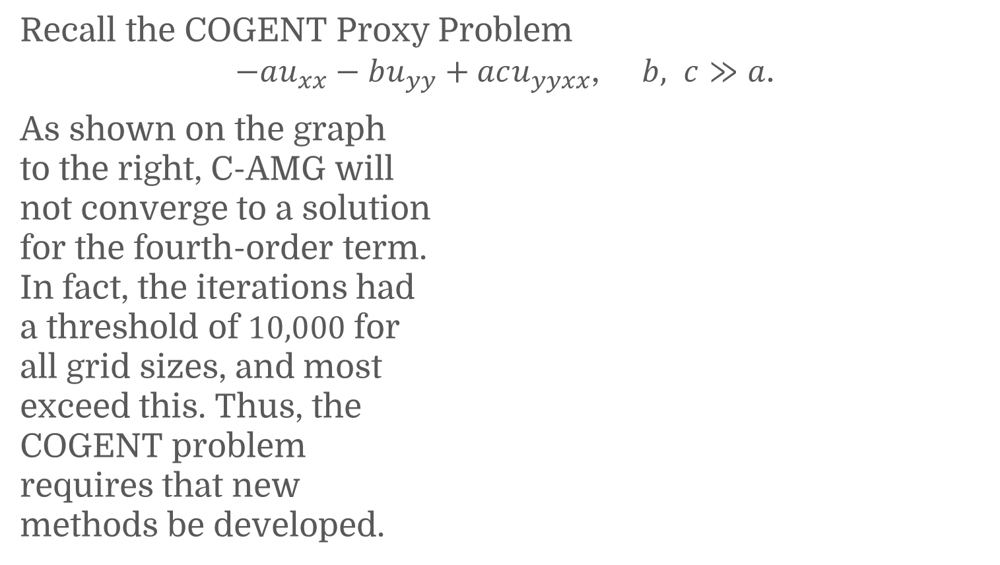 Recall the COGENT Proxy Problem
−au_{xx} − bu_{yy} + acu_{yyxx},    b, c ≫ a.
As shown on the graph
to the right, C-AMG will
not converge to a solution
for the fourth-order term.
In fact, the iterations had
a threshold of 10,000 for
all grid sizes, and most
exceed this. Thus, the
COGENT problem
requires that new
methods be developed.